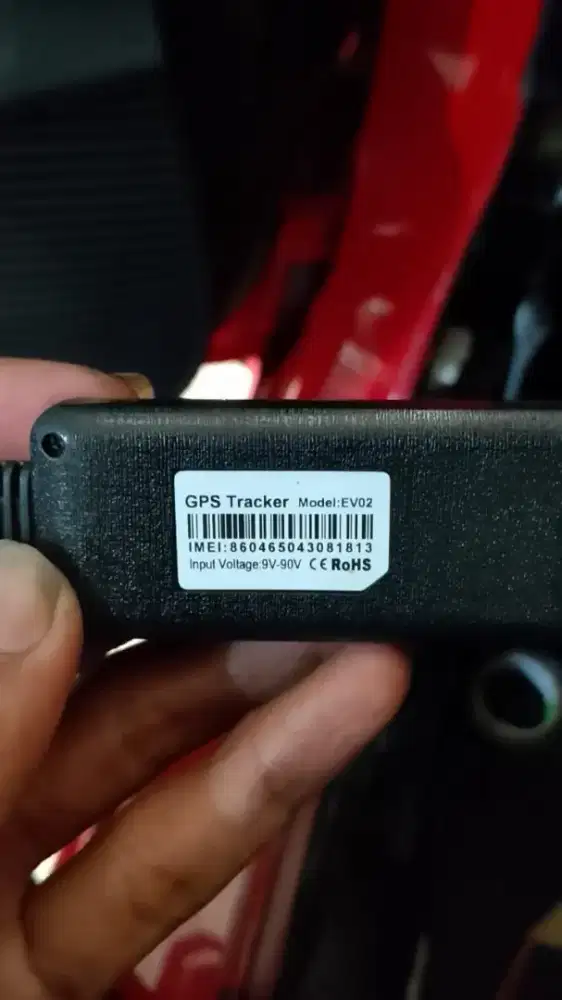 GPS Tracker Model:EV02
IMEI:860465043081813
Input Voltage:9V-90V CE RoHS